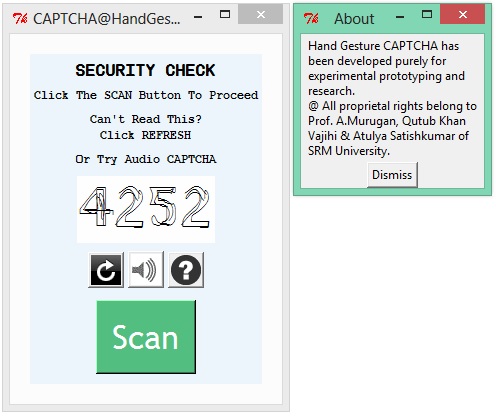 CAPTCHA@HandGes...
SECURITY CHECK
Click The SCAN Button To Proceed
Can't Read This?
Click REFRESH
Or Try Audio CAPTCHA
4252
?
Scan
About
Hand Gesture CAPTCHA has
been developed purely for
experimental prototyping and
research.
@ All proprietal rights belong to
Prof. A.Murugan, Qutub Khan
Vajihi & Atulya Satishkumar of
SRM University.
Dismiss